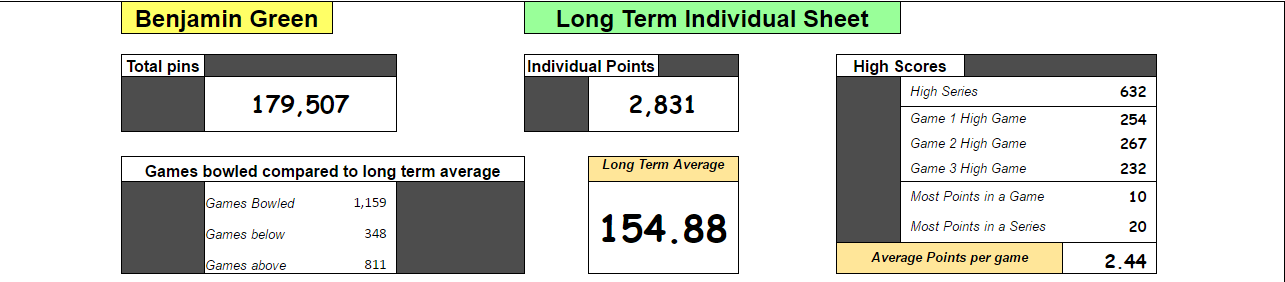 Benjamin Green
Long Term Individual Sheet
Total pins
179,507
Individual Points
2,831
High Scores
High Series 632
Game 1 High Game 254
Game 2 High Game 267
Game 3 High Game 232
Most Points in a Game 10
Most Points in a Series 20
Average Points per game 2.44
Games bowled compared to long term average
Games Bowled 1,159
Games below 348
Games above 811
Long Term Average
154.88